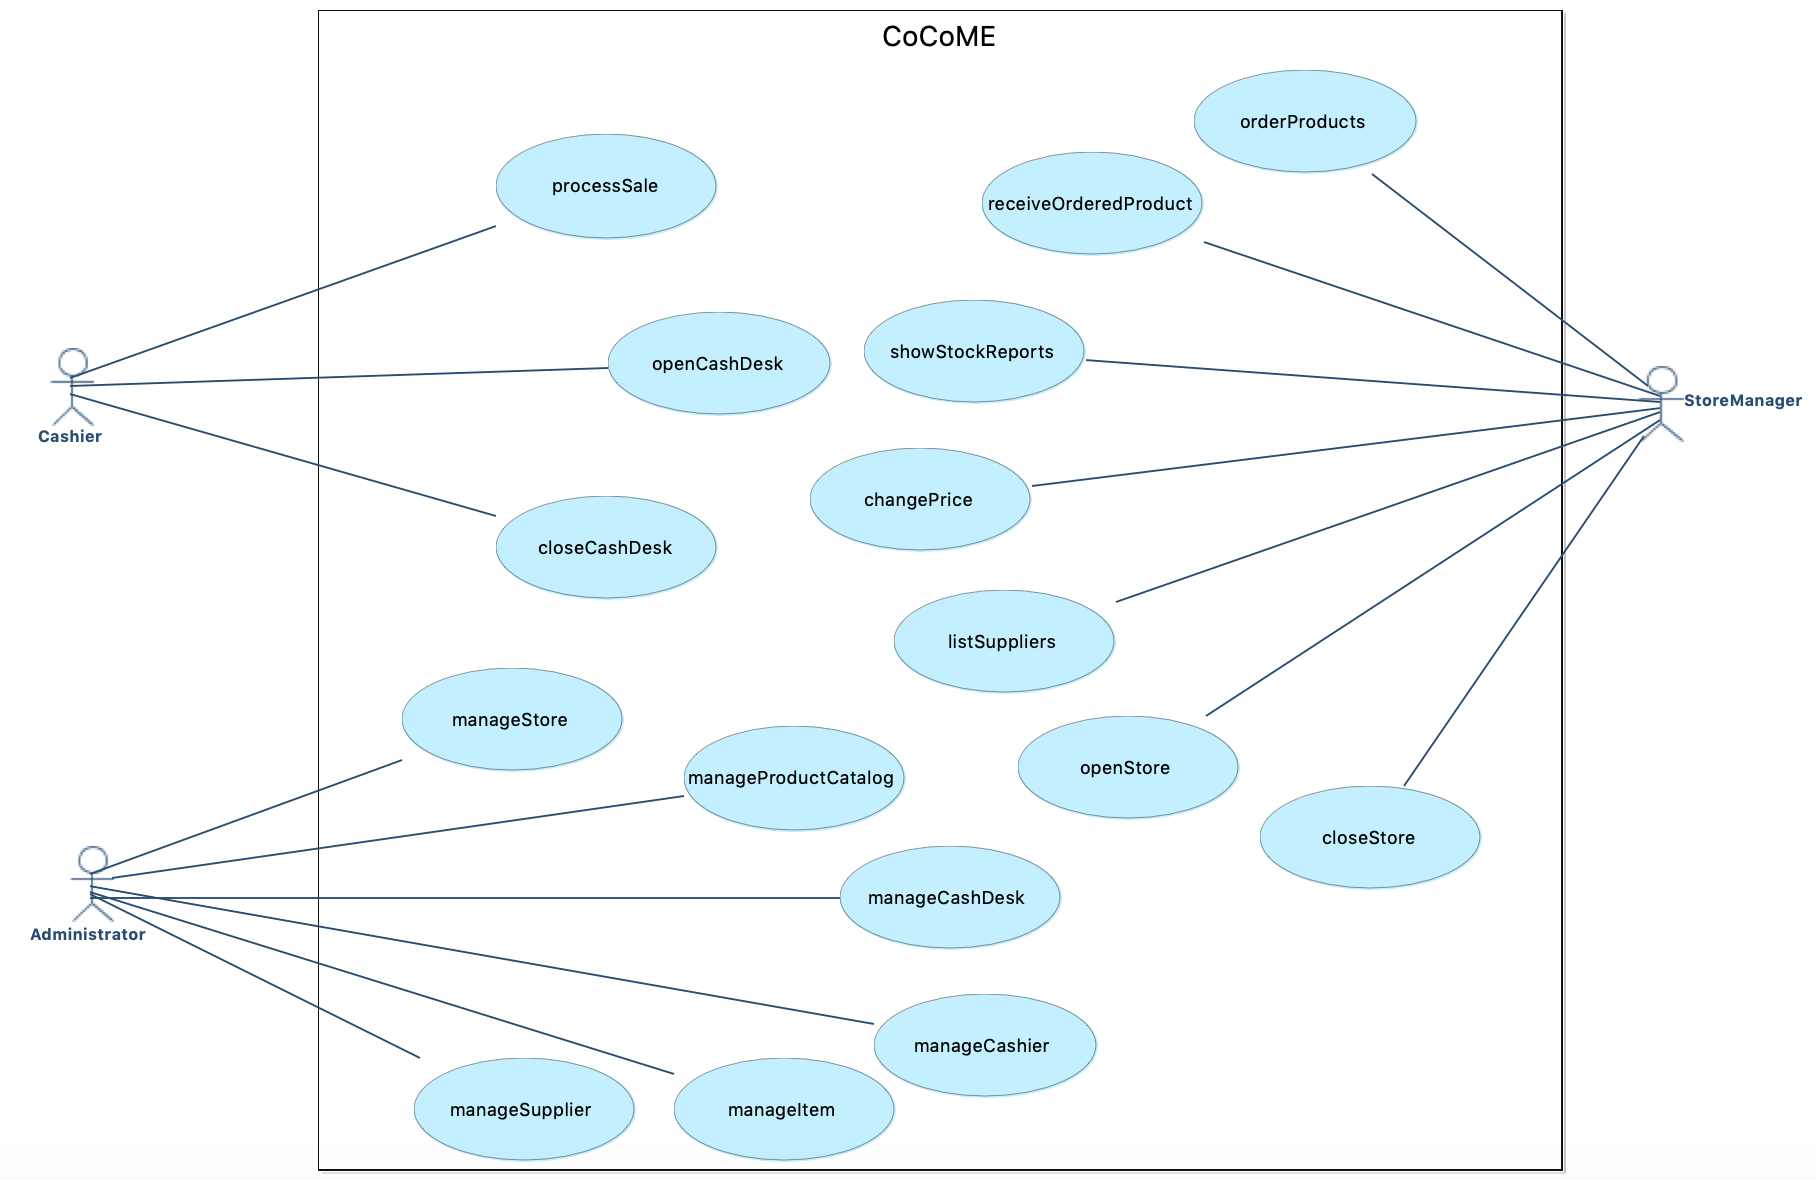 CoCoME
orderProducts
processSale
receiveOrderedProduct
showStockReports
openCashDesk
StoreManager
Cashier
changePrice
closeCashDesk
listSuppliers
manageStore
openStore
manageProductCatalog
closeStore
manageCashDesk
Administrator
manageCashier
manageSupplier
manageItem